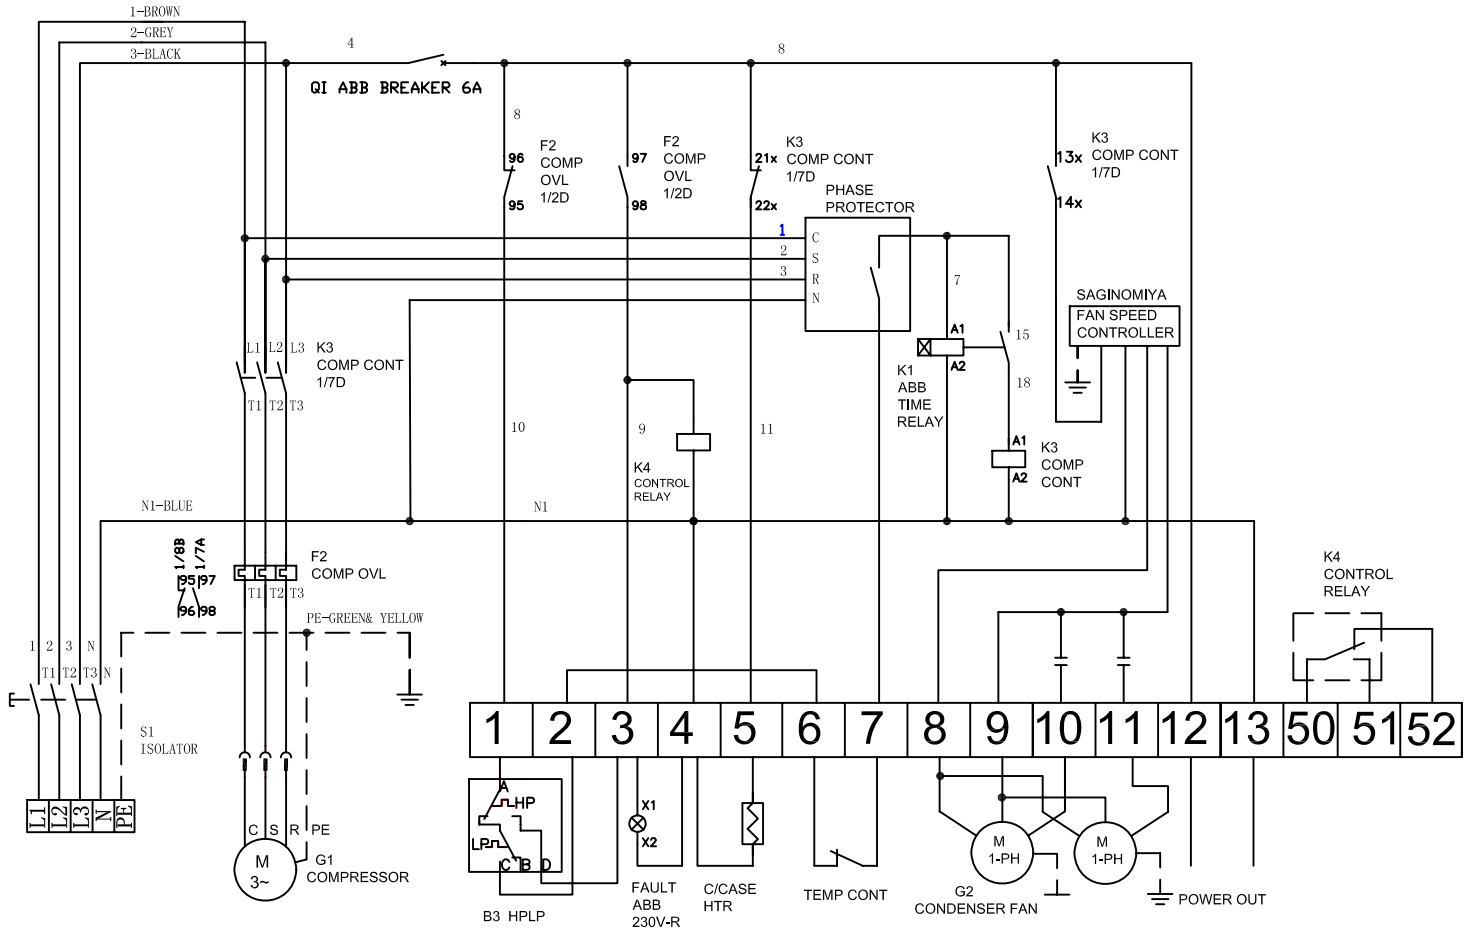 1-BROWN
2-GREY
3-BLACK
4
8
QI ABB BREAKER 6A
8
96
95
F2
COMP
OVL
1/2D
97
98
F2
COMP
OVL
1/2D
21x
22x
K3
COMP CONT
1/7D
13x
14x
K3
COMP CONT
1/7D
PHASE
PROTECTOR
1
2
3
C
S
R
N
7
A1
A2
15
18
K1
ABB
TIME
RELAY
A1
A2
K3
COMP
CONT
SAGINOMIYA
FAN SPEED
CONTROLLER
L1 L2 L3
K3
COMP CONT
1/7D
T1 T2 T3
10
9
11
K4
CONTROL
RELAY
N1-BLUE
N1
1/8B
1/7A
95 97
96 98
F2
COMP OVL
T1 T2 T3
PE-GREEN& YELLOW
K4
CONTROL
RELAY
1 2 3 N
T1 T2 T3 N
S1
ISOLATOR
L1 L2 L3 N PE
1 2 3 4 5 6 7 8 9 10 11 12 13 50 51 52
A
HP
LP
C B D
B3 HPLP
X1
X2
FAULT
ABB
230V-R
C/CASE
HTR
TEMP CONT
M
1-PH
M
1-PH
G2
CONDENSER FAN
POWER OUT
C S R PE
M
3~
G1
COMPRESSOR